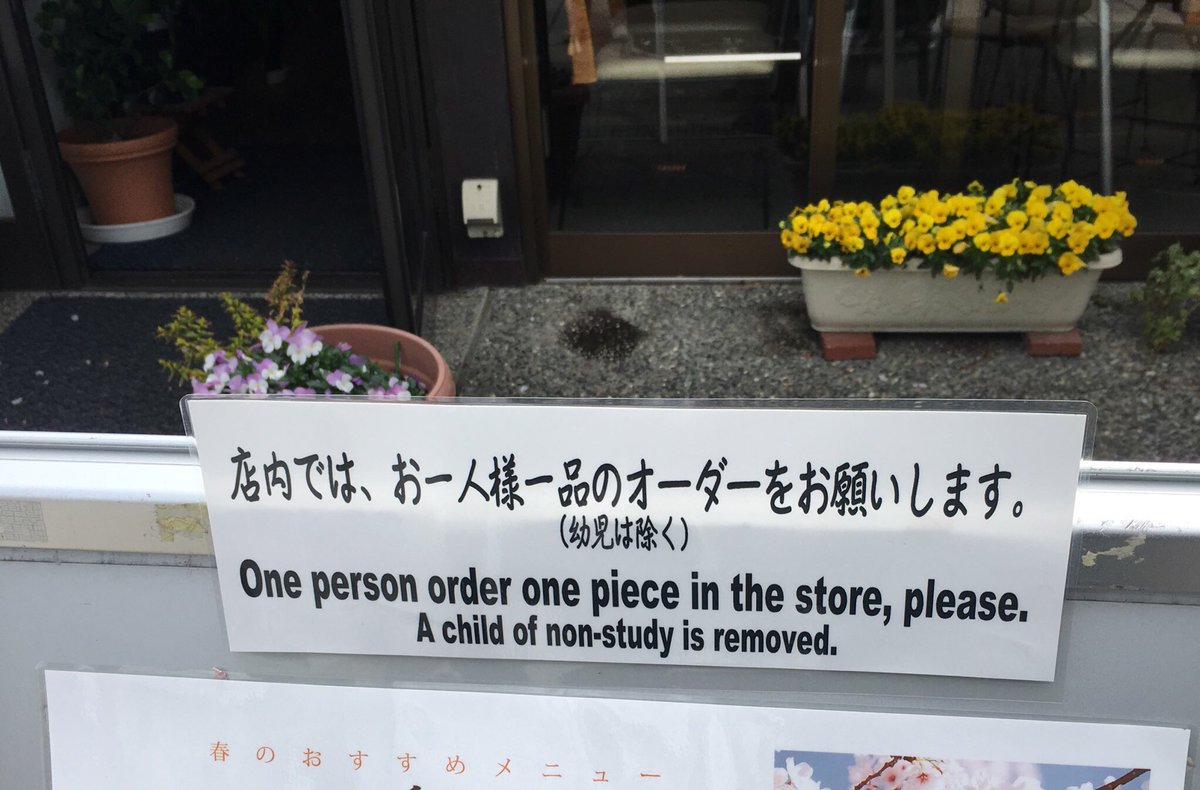 店内では、お一人様一品のオーダーをお願いします。
（幼児は除く）
One person order one piece in the store, please.
A child of non-study is removed.
春のおすすめメニュー